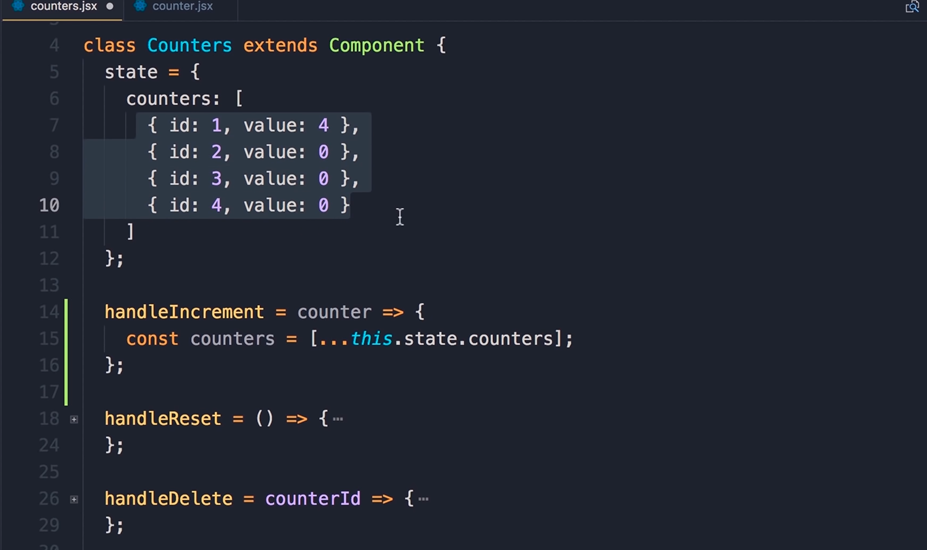 counters.jsx ● counter.jsx
4 class Counters extends Component {
5 state = {
6 counters: [
7 { id: 1, value: 4 },
8 { id: 2, value: 0 },
9 { id: 3, value: 0 },
10 { id: 4, value: 0 }
11 ]
12 };
13
14 handleIncrement = counter => {
15 const counters = [...this.state.counters];
16 };
17
18 handleReset = () => {⋯
24 };
25
26 handleDelete = counterId => {⋯
29 };